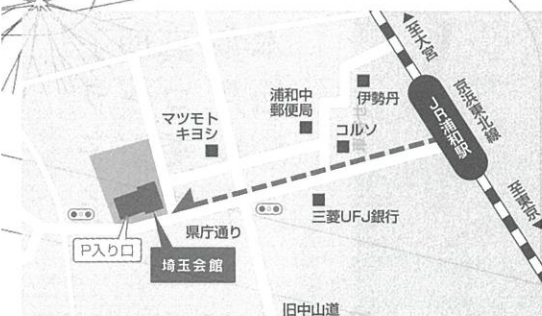 至大宮
京浜東北線
JR浦和駅
至東京
伊勢丹
浦和中
郵便局
コルソ
マツモト
キヨシ
三菱UFJ銀行
県庁通り
P入り口
埼玉会館
旧中山道